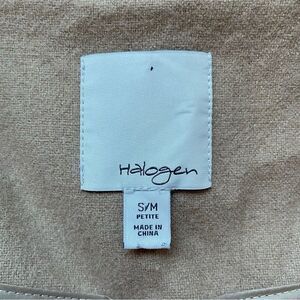 Halogen
S/M
PETITE
MADE IN
CHINA